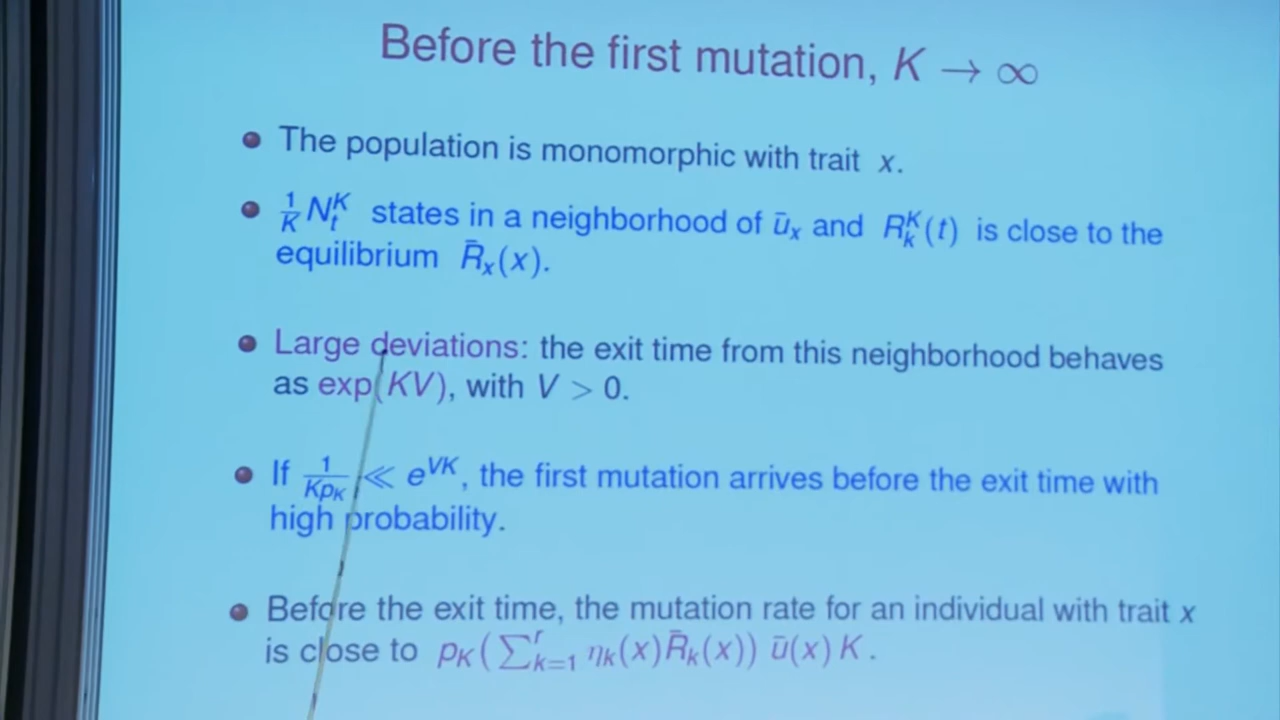 Before the first mutation, K → ∞
The population is monomorphic with trait x.
1/K N_t^K states in a neighborhood of ū_x and R_k^K(t) is close to the
equilibrium R̄_x(x).
Large deviations: the exit time from this neighborhood behaves
as exp(KV), with V > 0.
If 1/(Kp_K) ≪ e^{VK}, the first mutation arrives before the exit time with
high probability.
Before the exit time, the mutation rate for an individual with trait x
is close to p_K(∑_{k=1}^r η_k(x)R̄_k(x)) ū(x) K.